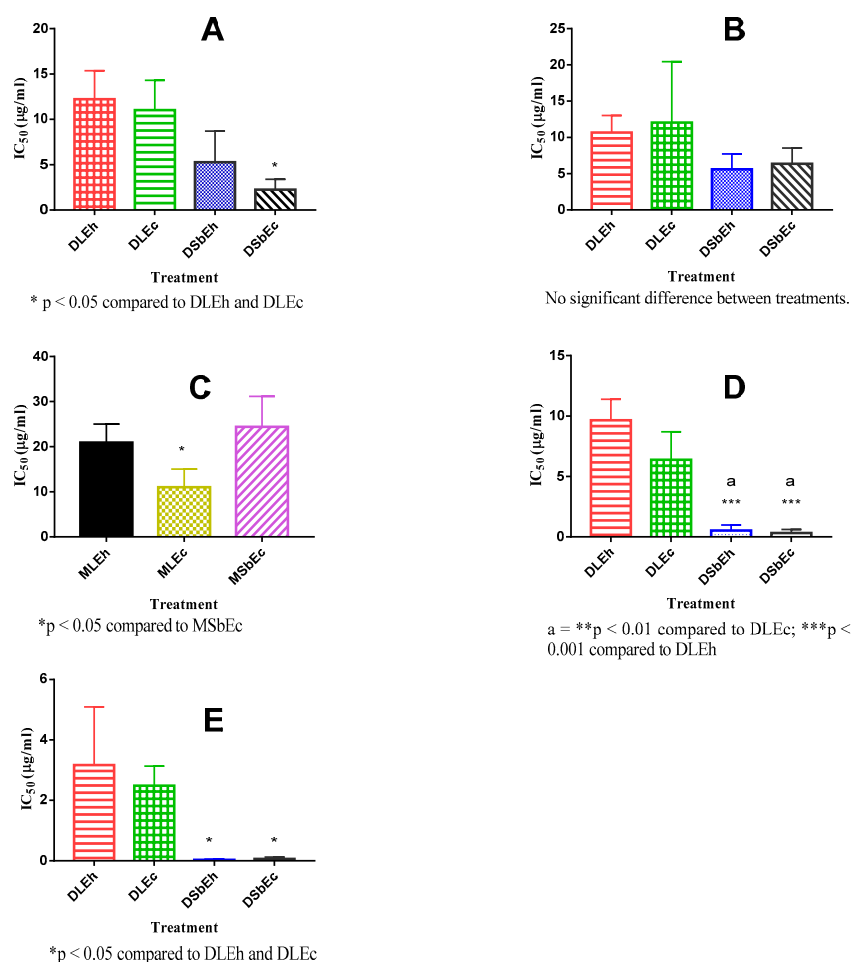 A
IC50 (µg/ml)
20
15
10
5
0
*
DLEh
DLEc
DSbEh
DSbEc
Treatment
* p < 0.05 compared to DLEh and DLEc
B
IC50 (µg/ml)
25
20
15
10
5
0
DLEh
DLEc
DSbEh
DSbEc
Treatment
No significant difference between treatments.
C
IC50 (µg/ml)
40
30
20
10
0
*
MLEh
MLEc
MSbEc
Treatment
*p < 0.05 compared to MSbEc
D
IC50 (µg/ml)
15
10
5
0
a
***
a
***
DLEh
DLEc
DSbEh
DSbEc
Treatment
a = **p < 0.01 compared to DLEc; ***p <
0.001 compared to DLEh
E
IC50 (µg/ml)
6
4
2
0
*
*
DLEh
DLEc
DSbEh
DSbEc
Treatment
*p < 0.05 compared to DLEh and DLEc